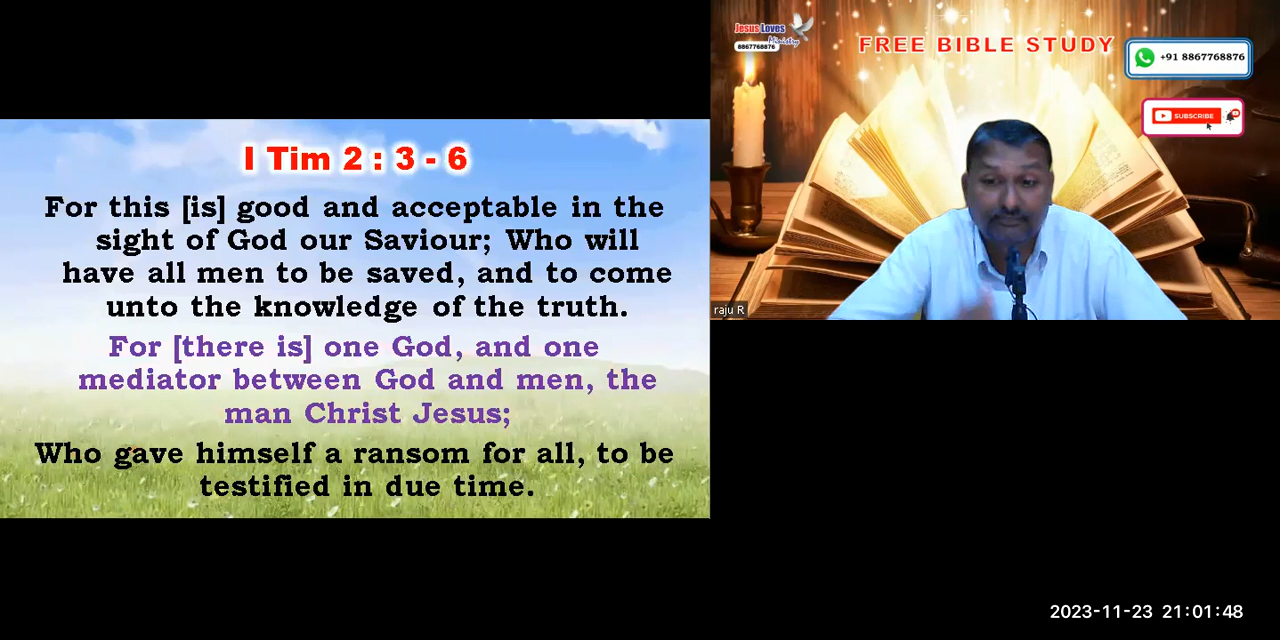 I Tim 2 : 3 - 6
For this [is] good and acceptable in the
sight of God our Saviour; Who will
have all men to be saved, and to come
unto the knowledge of the truth.
For [there is] one God, and one
mediator between God and men, the
man Christ Jesus;
Who gave himself a ransom for all, to be
testified in due time.
Jesus Loves
Ministry
8867768876
FREE BIBLE STUDY
+91 8867768876
SUBSCRIBE
raju R
2023-11-23 21:01:48